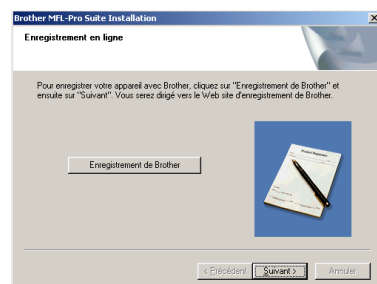 Brother MFL-Pro Suite Installation
Enregistrement en ligne
Pour enregistrer votre appareil avec Brother, cliquez sur "Enregistrement de Brother" et
ensuite sur "Suivant". Vous serez dirigé vers le Web site d'enregistrement de Brother.
Product Registration
Enregistrement de Brother
< Précédent
Suivant >
Annuler